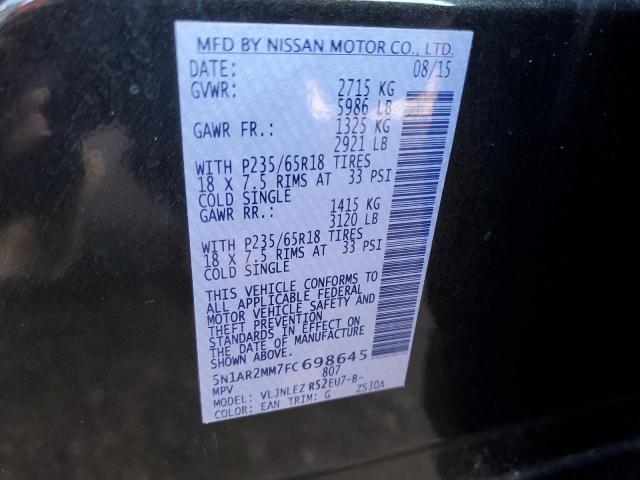 MFD BY NISSAN MOTOR CO., LTD.
DATE: 08/15
GVWR: 2715 KG
5986 LB
GAWR FR.: 1325 KG
2921 LB
WITH P235/65R18 TIRES
18 X 7.5 RIMS AT 33 PSI
COLD SINGLE
GAWR RR.: 1415 KG
3120 LB
WITH P235/65R18 TIRES
18 X 7.5 RIMS AT 33 PSI
COLD SINGLE
THIS VEHICLE CONFORMS TO
ALL APPLICABLE FEDERAL
MOTOR VEHICLE SAFETY AND
THEFT PREVENTION
STANDARDS IN EFFECT ON
THE DATE OF MANUFACTURE
SHOWN ABOVE.
5N1AR2MM7FC698645
MPV 807
MODEL: VLJNLEZ R52EU7-B-
COLOR: EAN TRIM: G ZS30A